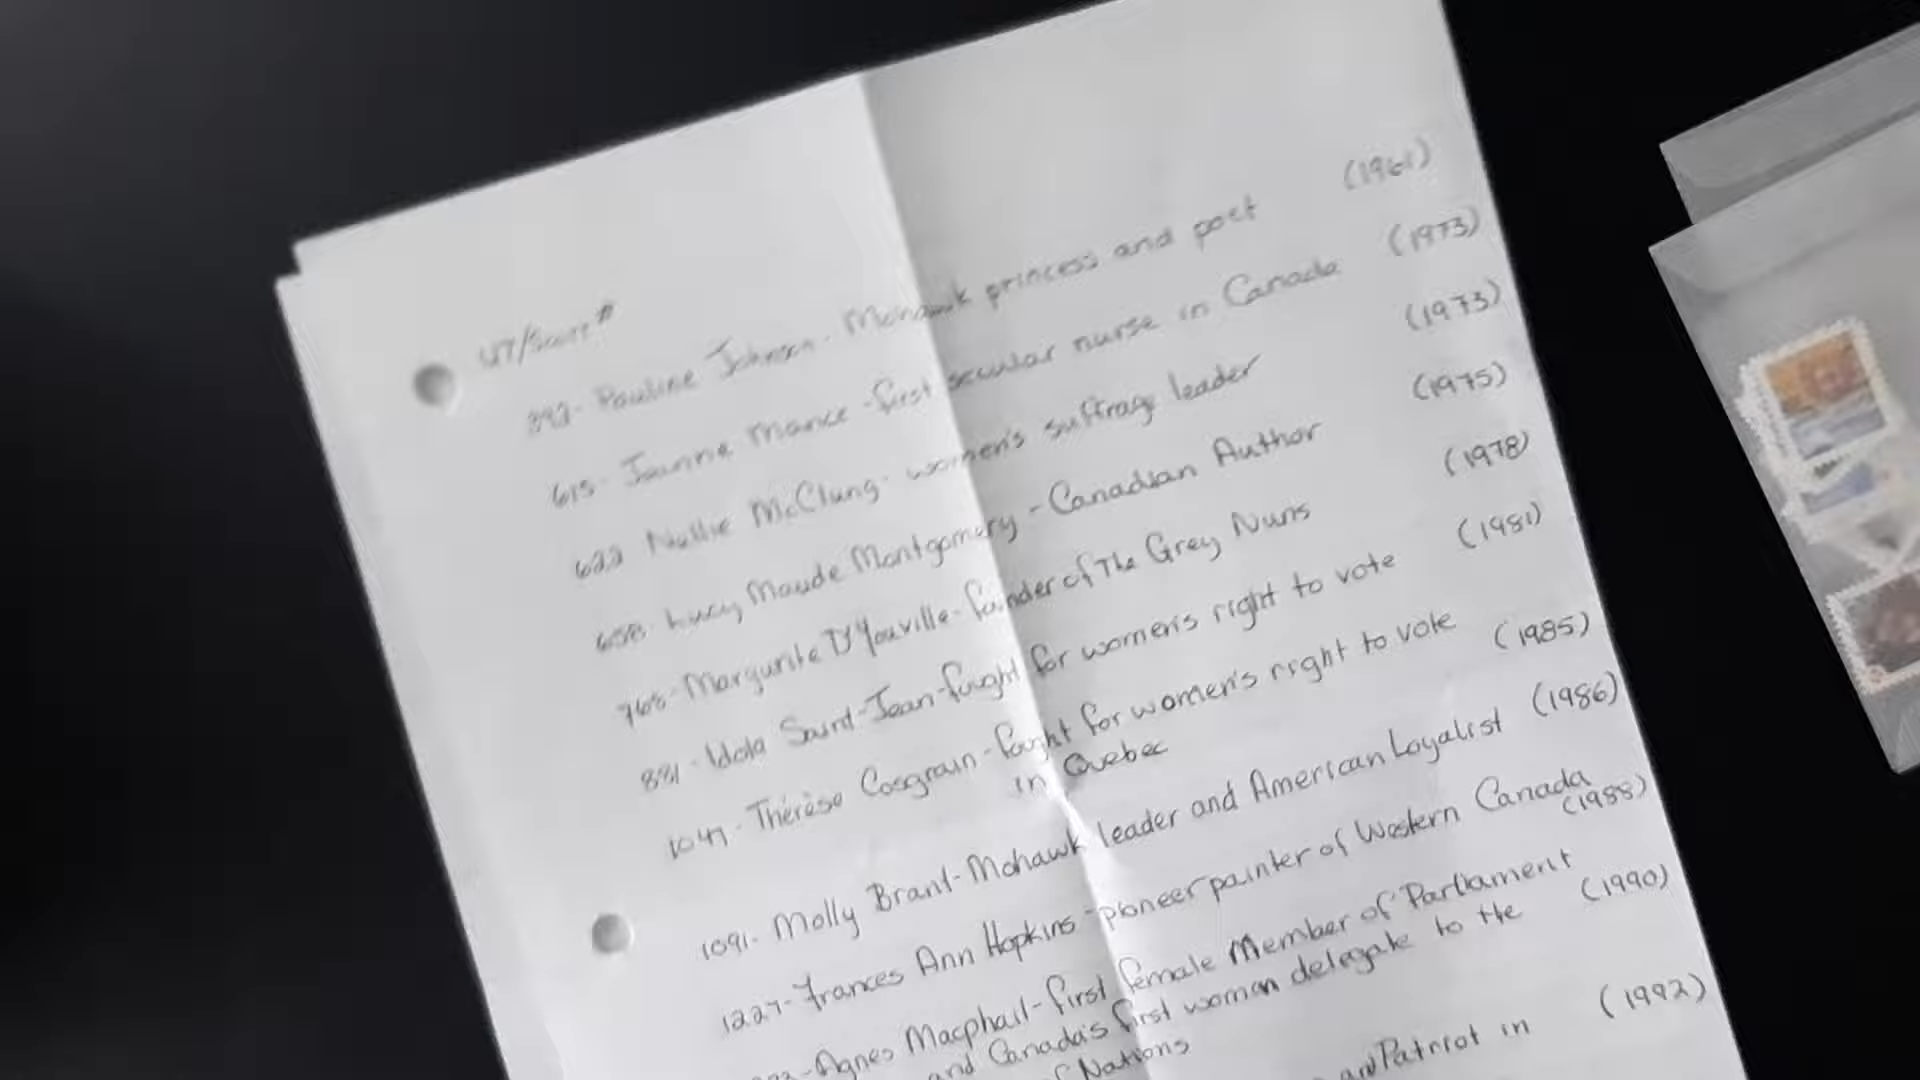 UT/Scott #
392- Pauline Johnson- Mohawk princess and poet (1961)
615- Jeanne Mance-first secular nurse in Canada (1973)
622 Nellie McClung- women's suffrage leader (1973)
658- Lucy Maude Montgomery-Canadian Author (1975)
768-Marguerite D'Youville-founder of The Grey Nuns (1978)
881-Idola Saint-Jean-fought for women's right to vote (1981)
1047-Thérèse Casgrain-fought for women's right to vote (1985)
in Quebec
1091-Molly Brant-Mohawk leader and American Loyalist (1986)
1227-Frances Ann Hopkins-pioneer painter of Western Canada (1988)
-Agnes Macphail-first female Member of Parliament (1990)
and Canada's first woman delegate to the
Nations
Patriot in (1992)